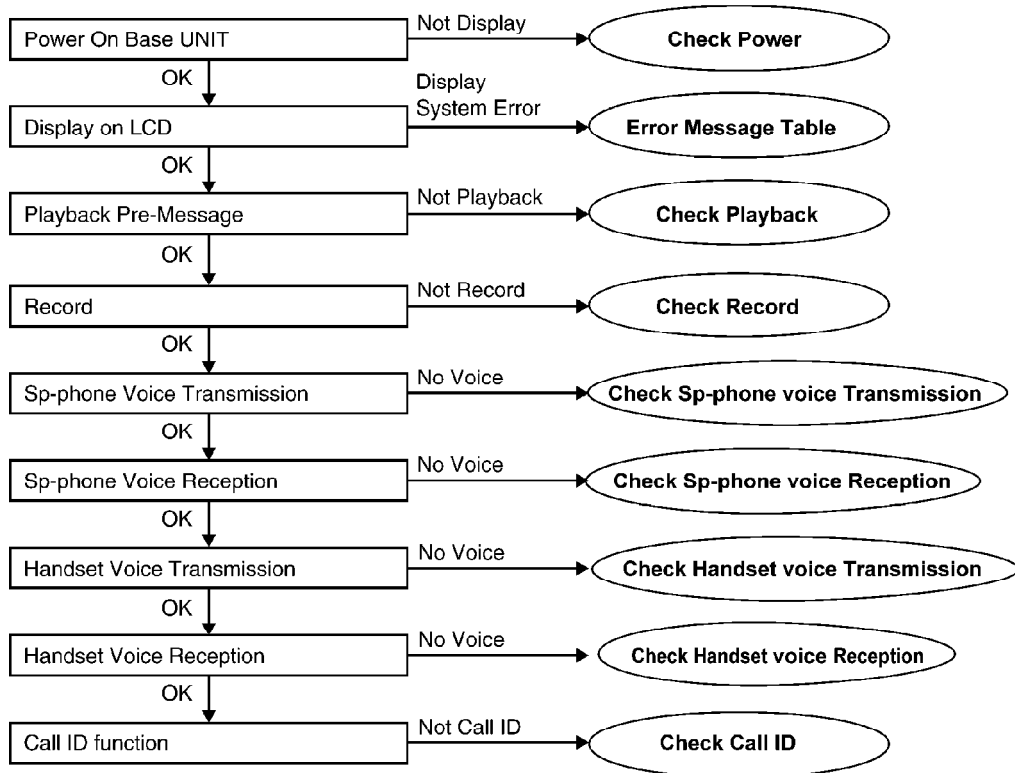 Power On Base UNIT
Not Display
Check Power
OK
Display
System Error
Display on LCD
Error Message Table
OK
Playback Pre-Message
Not Playback
Check Playback
OK
Record
Not Record
Check Record
OK
Sp-phone Voice Transmission
No Voice
Check Sp-phone voice Transmission
OK
Sp-phone Voice Reception
No Voice
Check Sp-phone voice Reception
OK
Handset Voice Transmission
No Voice
Check Handset voice Transmission
OK
Handset Voice Reception
No Voice
Check Handset voice Reception
OK
Call ID function
Not Call ID
Check Call ID